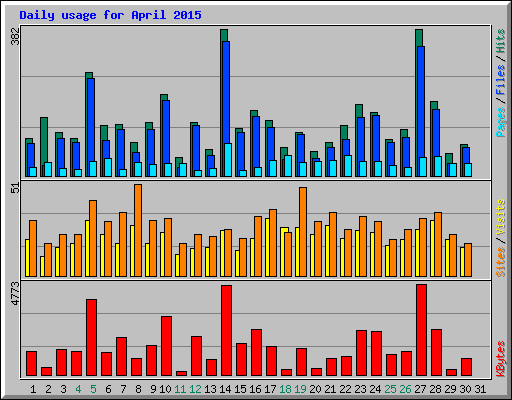 Daily usage for April 2015
382
Pages / Files / Hits
51
Sites / Visits
4773
KBytes
1 2 3 4 5 6 7 8 9 10 11 12 13 14 15 16 17 18 19 20 21 22 23 24 25 26 27 28 29 30 31